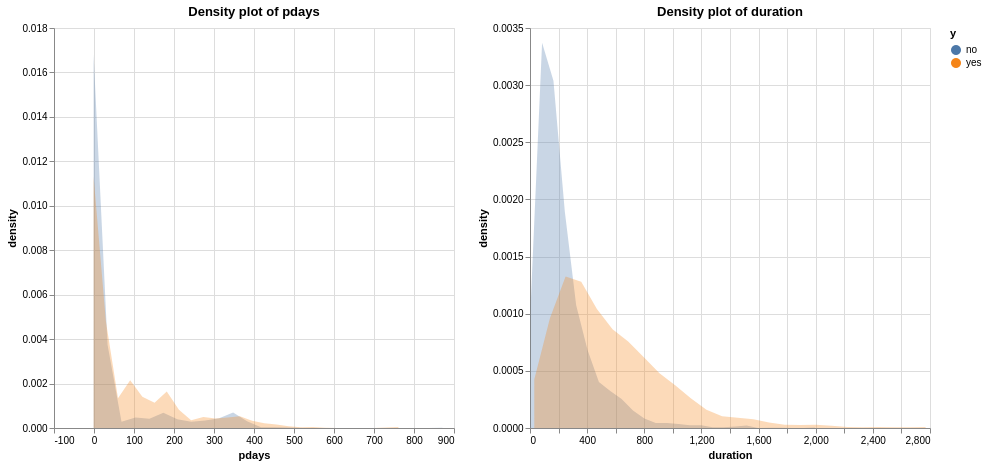 Density plot of pdays
0.018
0.016
0.014
0.012
0.010
0.008
0.006
0.004
0.002
0.000
density
-100 0 100 200 300 400 500 600 700 800 900
pdays
Density plot of duration
0.0035
0.0030
0.0025
0.0020
0.0015
0.0010
0.0005
0.0000
density
0 400 800 1,200 1,600 2,000 2,400 2,800
duration
y
no
yes